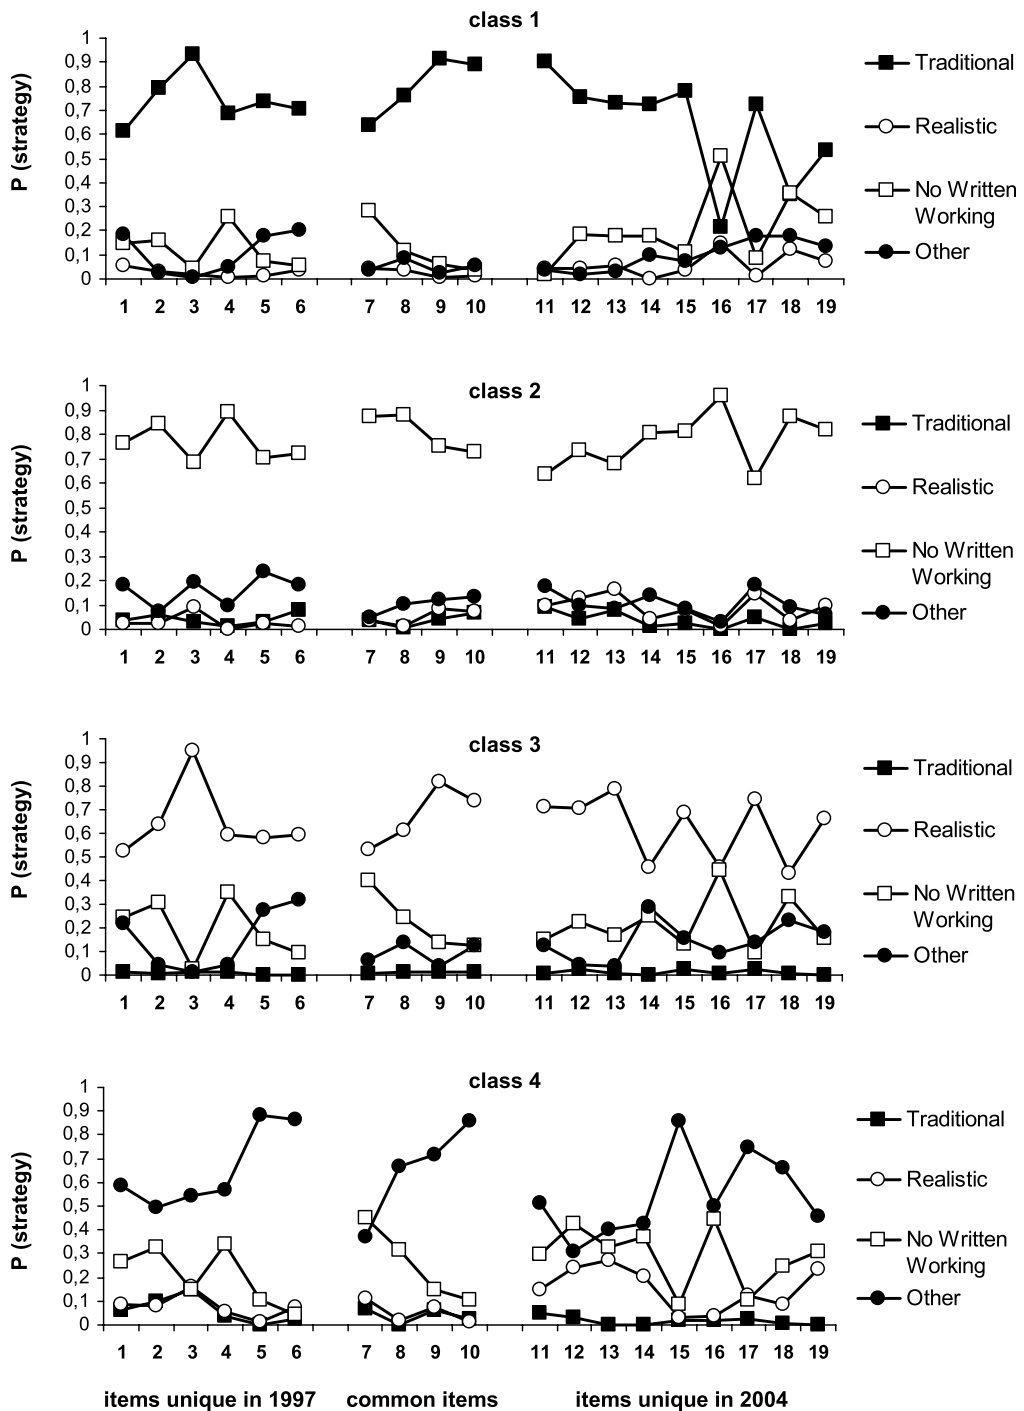 class 1
P (strategy)
1
0,9
0,8
0,7
0,6
0,5
0,4
0,3
0,2
0,1
0
1 2 3 4 5 6 7 8 9 10 11 12 13 14 15 16 17 18 19
Traditional
Realistic
No Written
Working
Other
class 2
P (strategy)
1
0,9
0,8
0,7
0,6
0,5
0,4
0,3
0,2
0,1
0
1 2 3 4 5 6 7 8 9 10 11 12 13 14 15 16 17 18 19
Traditional
Realistic
No Written
Working
Other
class 3
P (strategy)
1
0,9
0,8
0,7
0,6
0,5
0,4
0,3
0,2
0,1
0
1 2 3 4 5 6 7 8 9 10 11 12 13 14 15 16 17 18 19
Traditional
Realistic
No Written
Working
Other
class 4
P (strategy)
1
0,9
0,8
0,7
0,6
0,5
0,4
0,3
0,2
0,1
0
1 2 3 4 5 6 7 8 9 10 11 12 13 14 15 16 17 18 19
Traditional
Realistic
No Written
Working
Other
items unique in 1997 common items items unique in 2004